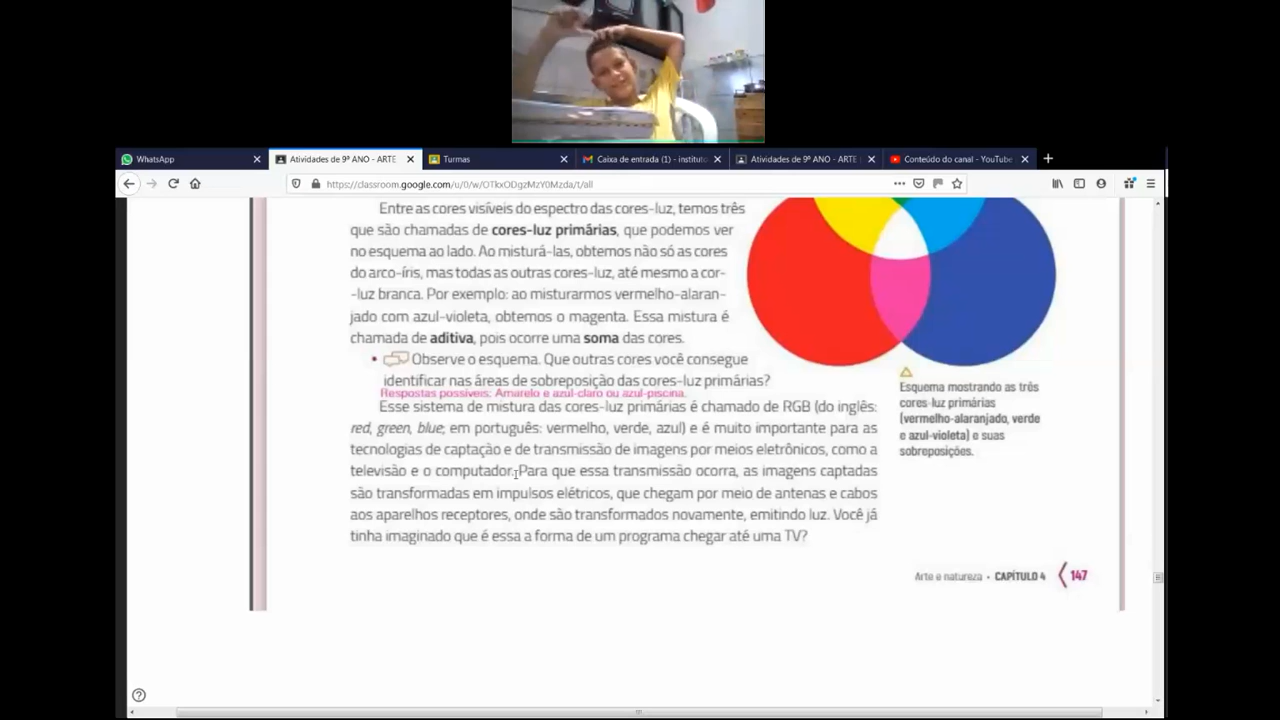 WhatsApp
Atividades de 9º ANO - ARTE
Turmas
Caixa de entrada (1) - institut
Atividades de 9º ANO - ARTE
Conteúdo do canal - YouTube
https://classroom.google.com/u/0/w/OTkxODgzMzY0Mzda/t/all
Entre as cores visíveis do espectro das cores-luz, temos três
que são chamadas de cores-luz primárias, que podemos ver
no esquema ao lado. Ao misturá-las, obtemos não só as cores
do arco-íris, mas todas as outras cores-luz, até mesmo a cor-
-luz branca. Por exemplo: ao misturarmos vermelho-alaran-
jado com azul-violeta, obtemos o magenta. Essa mistura é
chamada de aditiva, pois ocorre uma soma das cores.
• Observe o esquema. Que outras cores você consegue
identificar nas áreas de sobreposição das cores-luz primárias?
Respostas possíveis: Amarelo e azul-claro ou azul-piscina.
Esse sistema de mistura das cores-luz primárias é chamado de RGB (do inglês:
red, green, blue; em português: vermelho, verde, azul) e é muito importante para as
tecnologias de captação e de transmissão de imagens por meios eletrônicos, como a
televisão e o computador. Para que essa transmissão ocorra, as imagens captadas
são transformadas em impulsos elétricos, que chegam por meio de antenas e cabos
aos aparelhos receptores, onde são transformados novamente, emitindo luz. Você já
tinha imaginado que é essa a forma de um programa chegar até uma TV?
Esquema mostrando as três
cores-luz primárias
(vermelho-alaranjado, verde
e azul-violeta) e suas
sobreposições.
Arte e natureza • CAPÍTULO 4 147